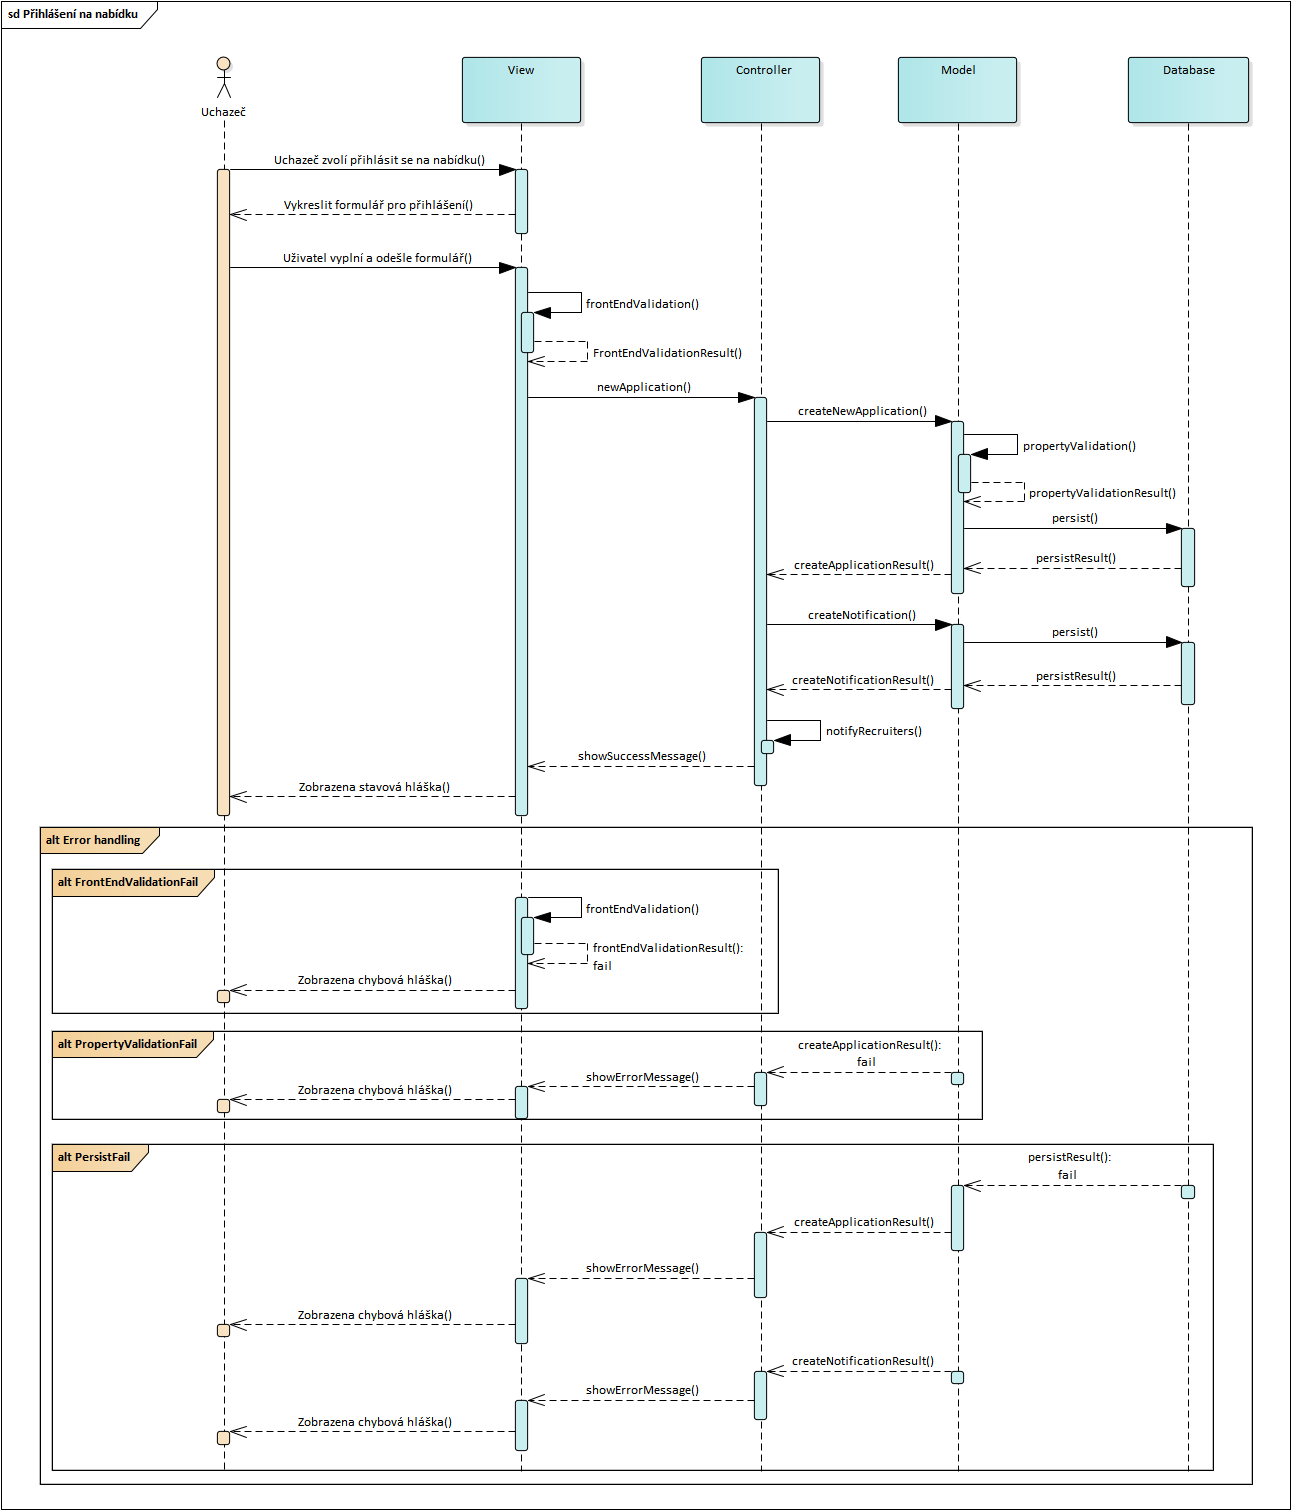 sd Přihlášení na nabídku
Uchazeč
View
Controller
Model
Database
Uchazeč zvolí přihlásit se na nabídku()
Vykreslit formulář pro přihlášení()
Uživatel vyplní a odešle formulář()
frontEndValidation()
FrontEndValidationResult()
newApplication()
createNewApplication()
propertyValidation()
propertyValidationResult()
persist()
persistResult()
createApplicationResult()
createNotification()
persist()
persistResult()
createNotificationResult()
notifyRecruiters()
showSuccessMessage()
Zobrazena stavová hláška()
alt Error handling
alt FrontEndValidationFail
frontEndValidation()
frontEndValidationResult():
fail
Zobrazena chybová hláška()
alt PropertyValidationFail
createApplicationResult():
fail
showErrorMessage()
Zobrazena chybová hláška()
alt PersistFail
persistResult():
fail
createApplicationResult()
showErrorMessage()
Zobrazena chybová hláška()
createNotificationResult()
showErrorMessage()
Zobrazena chybová hláška()